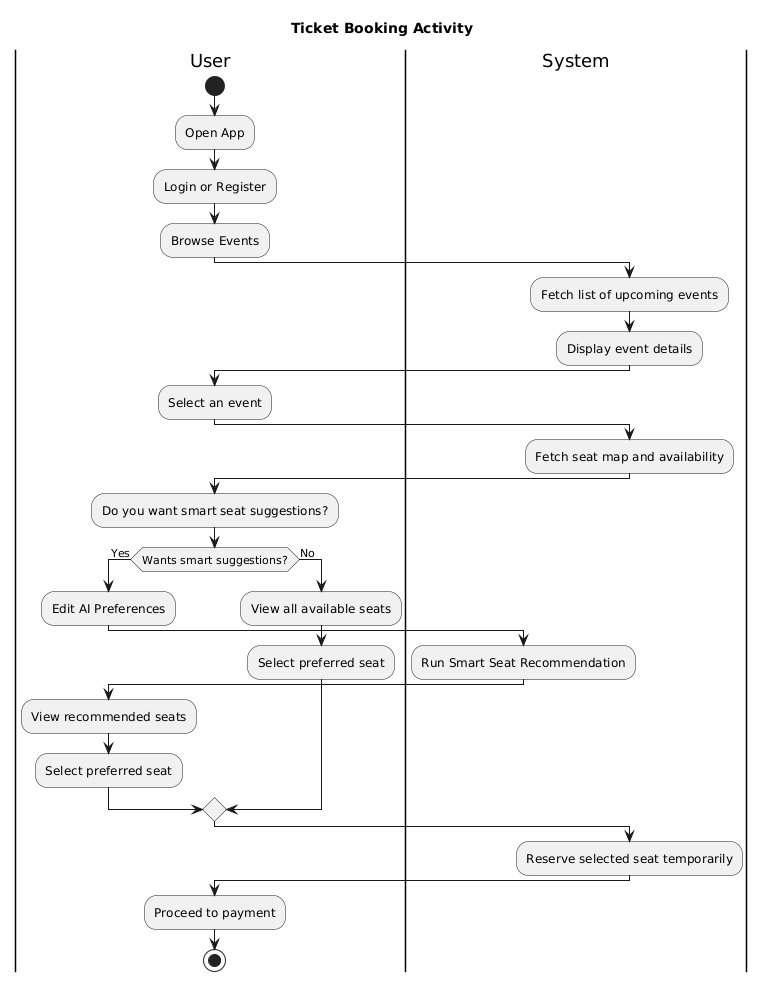 Ticket Booking Activity
User
System
Open App
Login or Register
Browse Events
Fetch list of upcoming events
Display event details
Select an event
Fetch seat map and availability
Do you want smart seat suggestions?
Yes
Wants smart suggestions?
No
Edit AI Preferences
View all available seats
Select preferred seat
Run Smart Seat Recommendation
View recommended seats
Select preferred seat
Reserve selected seat temporarily
Proceed to payment